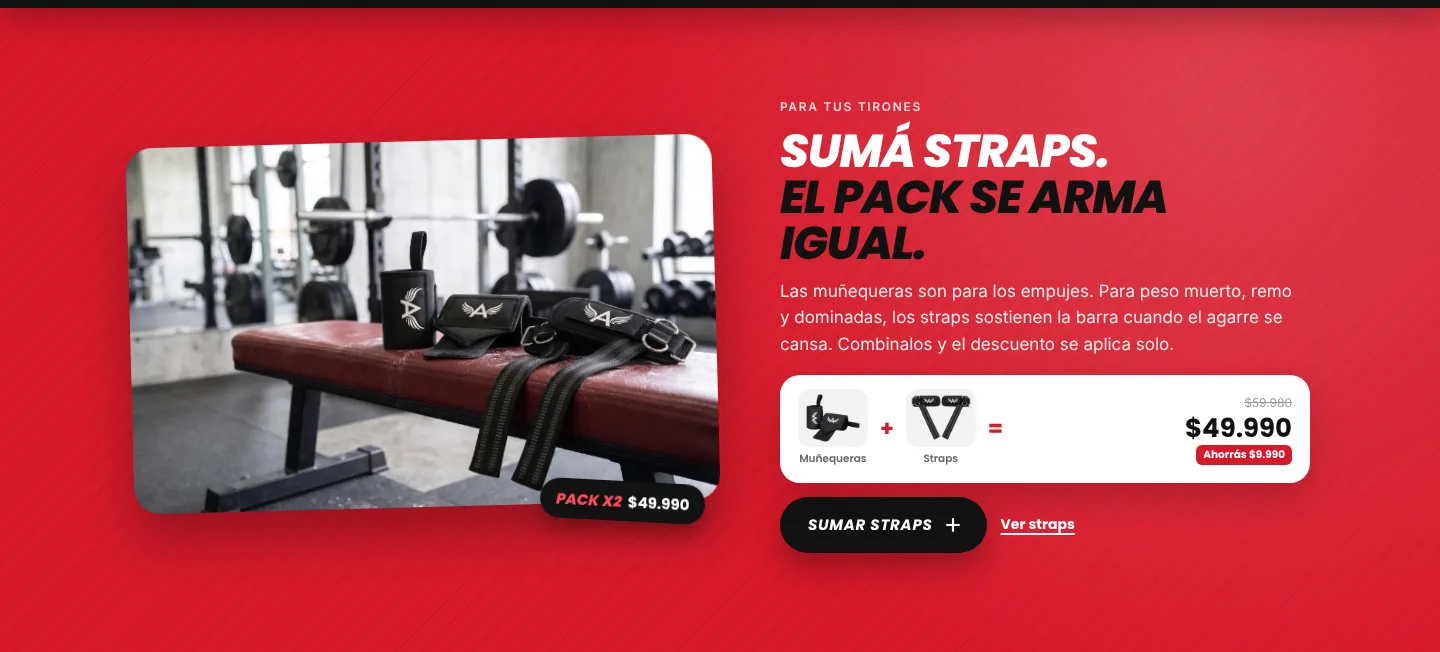 PARA TUS TIRONES
SUMÁ STRAPS.
EL PACK SE ARMA
IGUAL.
Las muñequeras son para los empujes. Para peso muerto, remo
y dominadas, los straps sostienen la barra cuando el agarre se
cansa. Combinalos y el descuento se aplica solo.
Muñequeras
+
Straps
=
$59.980
$49.990
Ahorrás $9.990
PACK X2 $49.990
SUMAR STRAPS +
Ver straps